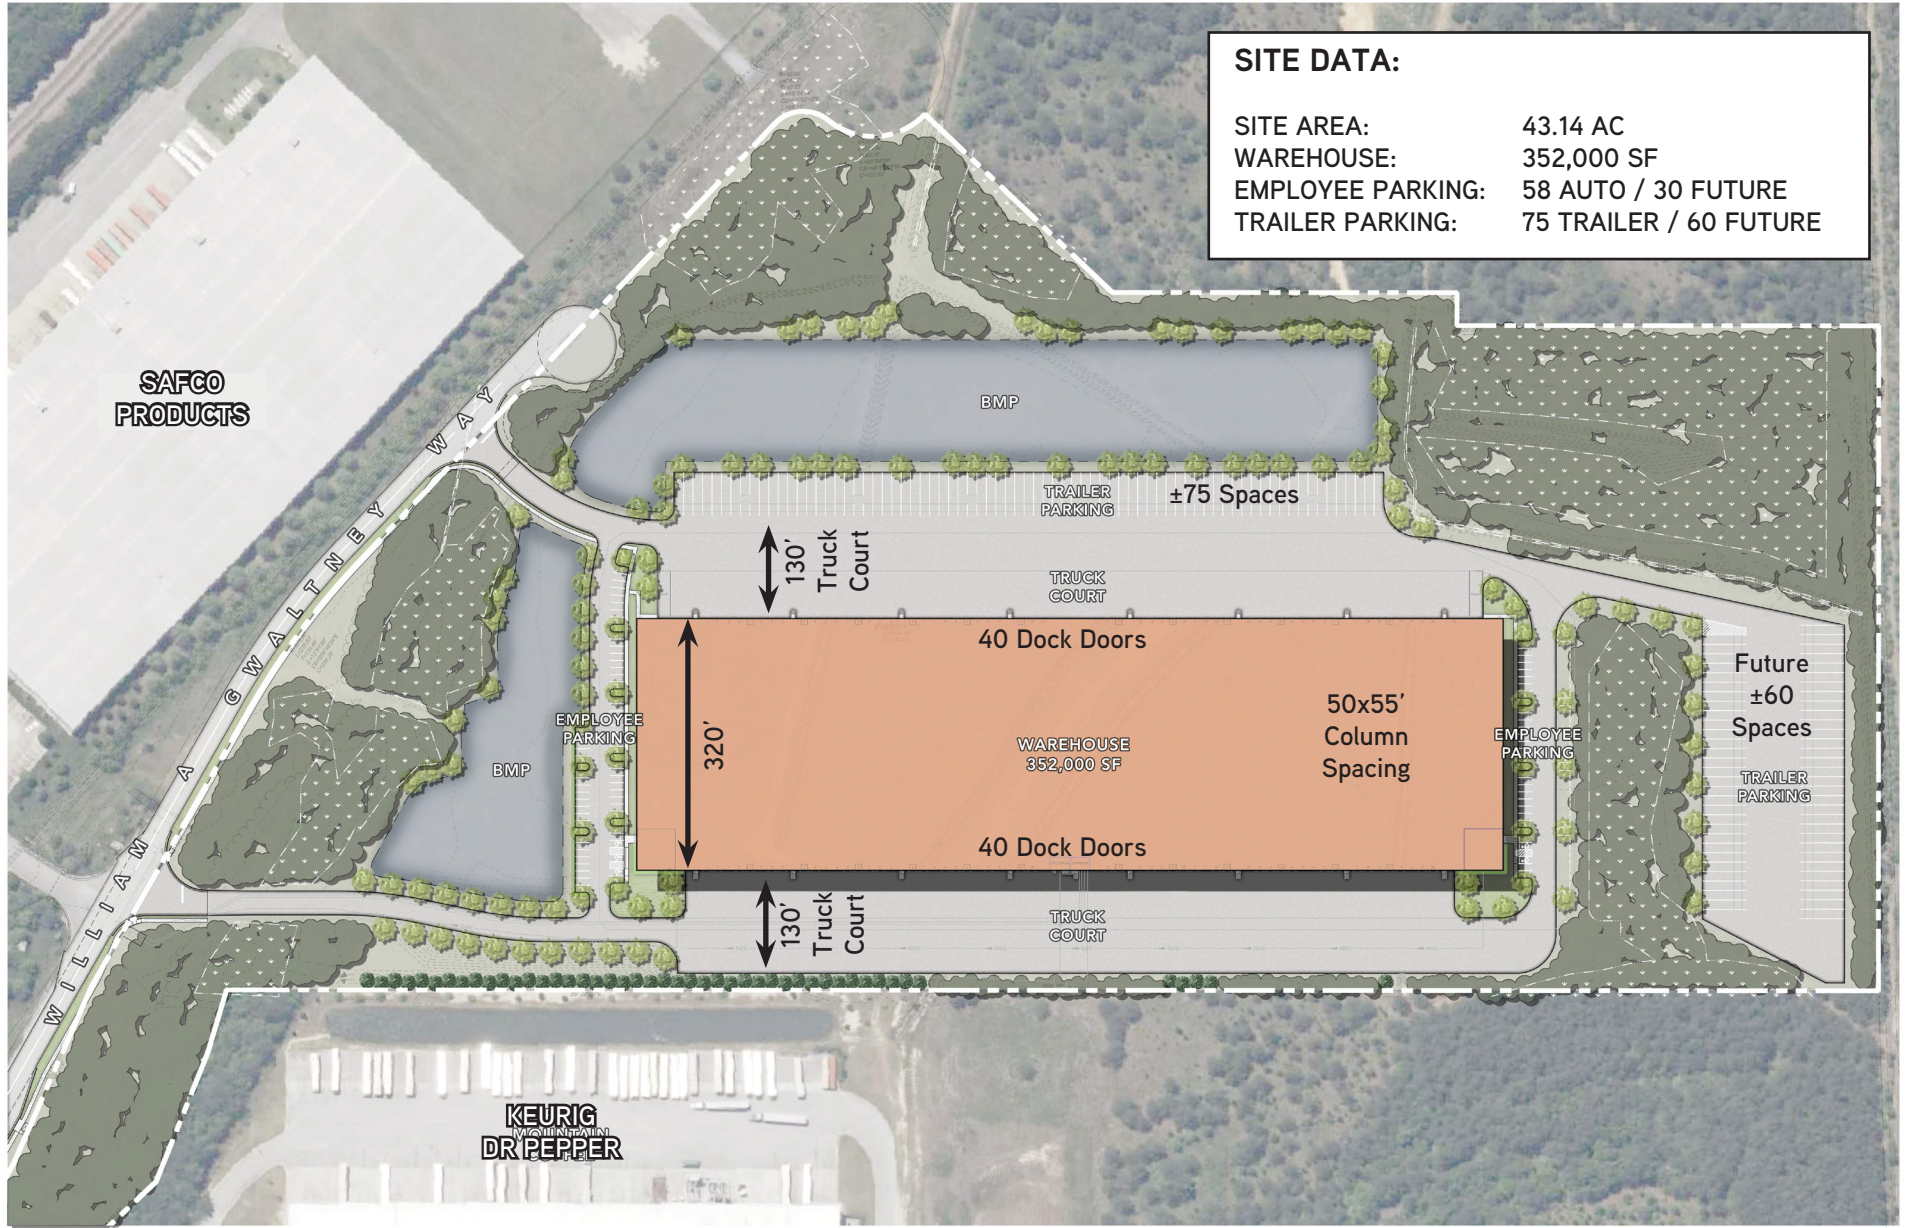 SITE DATA:
SITE AREA: 43.14 AC
WAREHOUSE: 352,000 SF
EMPLOYEE PARKING: 58 AUTO / 30 FUTURE
TRAILER PARKING: 75 TRAILER / 60 FUTURE
SAFCO
PRODUCTS
WILLIAM A GWALTNEY WAY
BMP
TRAILER
PARKING
±75 Spaces
130'
Truck
Court
TRUCK
COURT
40 Dock Doors
320'
50x55'
Column
Spacing
WAREHOUSE
352,000 SF
40 Dock Doors
EMPLOYEE
PARKING
BMP
EMPLOYEE
PARKING
Future
±60
Spaces
TRAILER
PARKING
130'
Truck
Court
TRUCK
COURT
KEURIG
MOUNTAIN
DR PEPPER